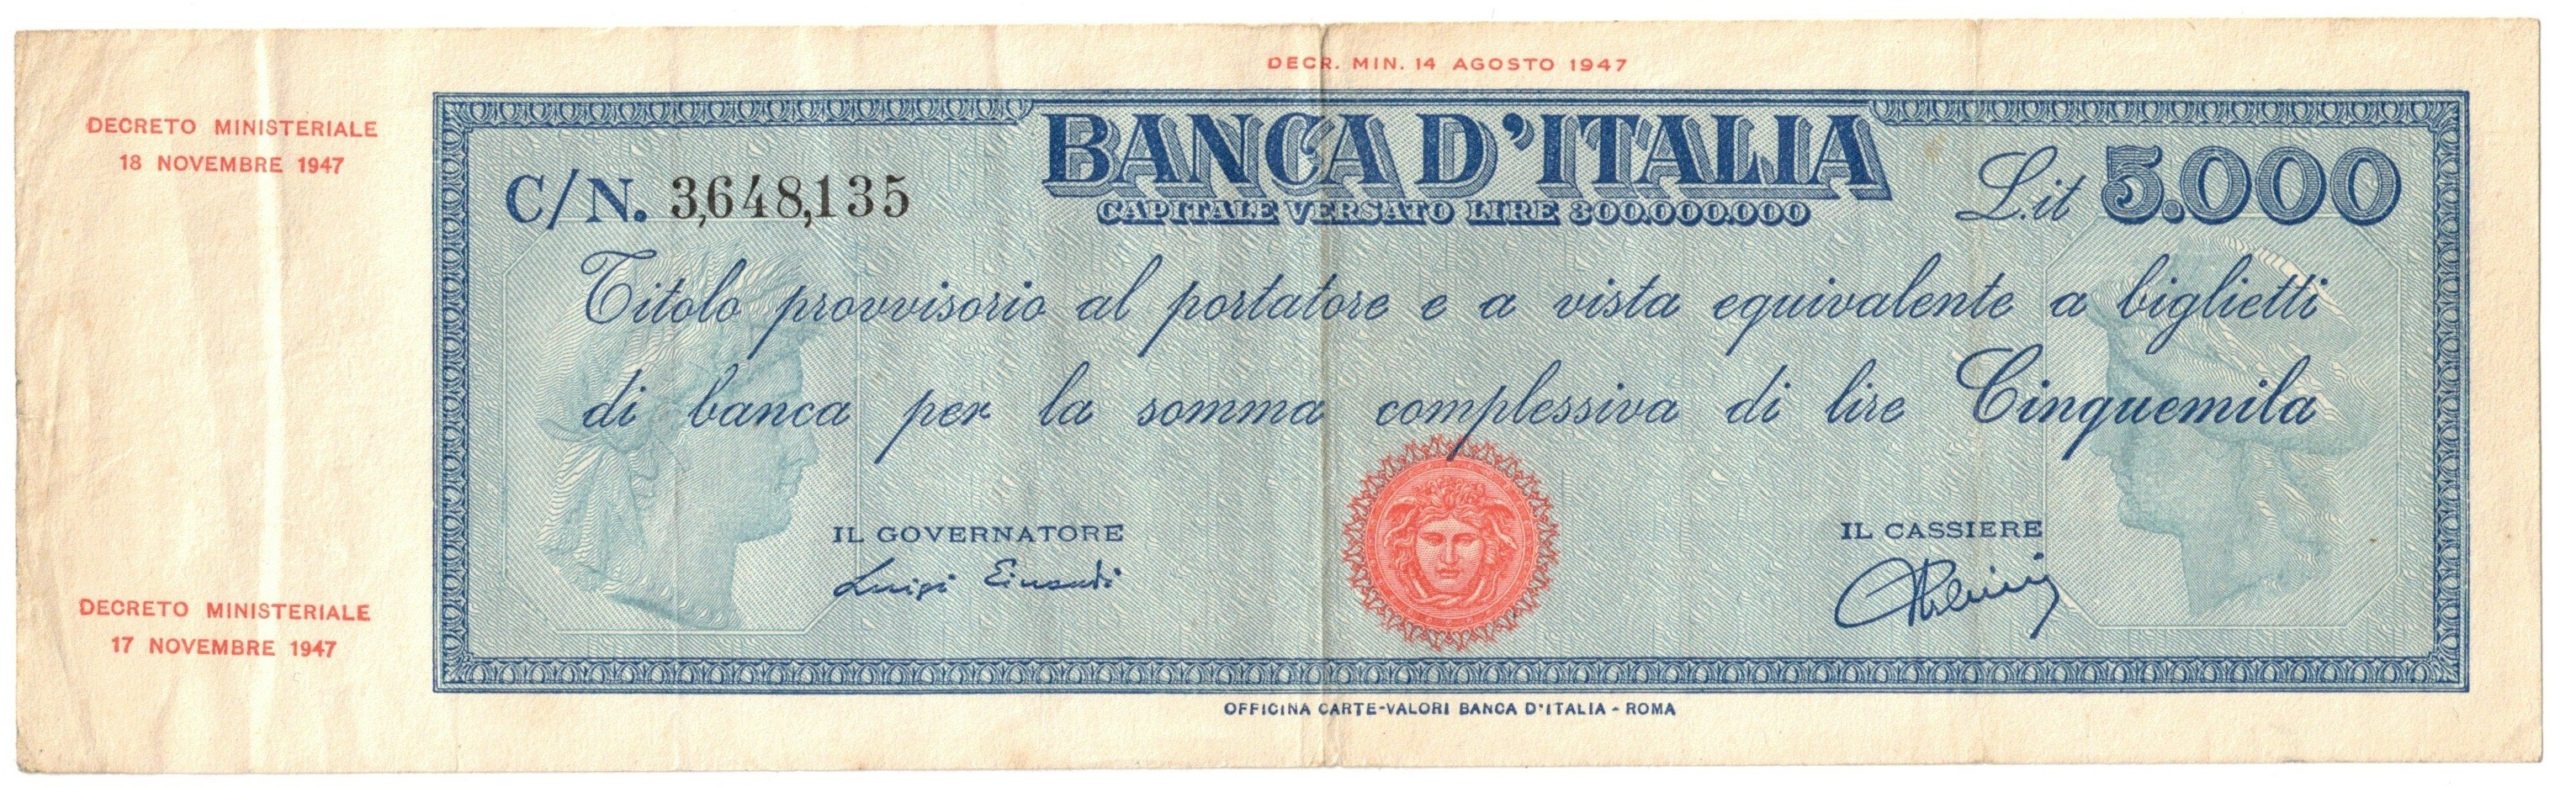 DECR. MIN. 14 AGOSTO 1947
DECRETO MINISTERIALE
18 NOVEMBRE 1947
BANCA D'ITALIA
CAPITALE VERSATO LIRE 300.000.000
C/N. 3,648,135
L.it 5.000
Titolo provvisorio al portatore e a vista equivalente a biglietti
di banca per la somma complessiva di lire Cinquemila
IL GOVERNATORE
Luigi Einaudi
IL CASSIERE
DECRETO MINISTERIALE
17 NOVEMBRE 1947
OFFICINA CARTE-VALORI BANCA D'ITALIA - ROMA